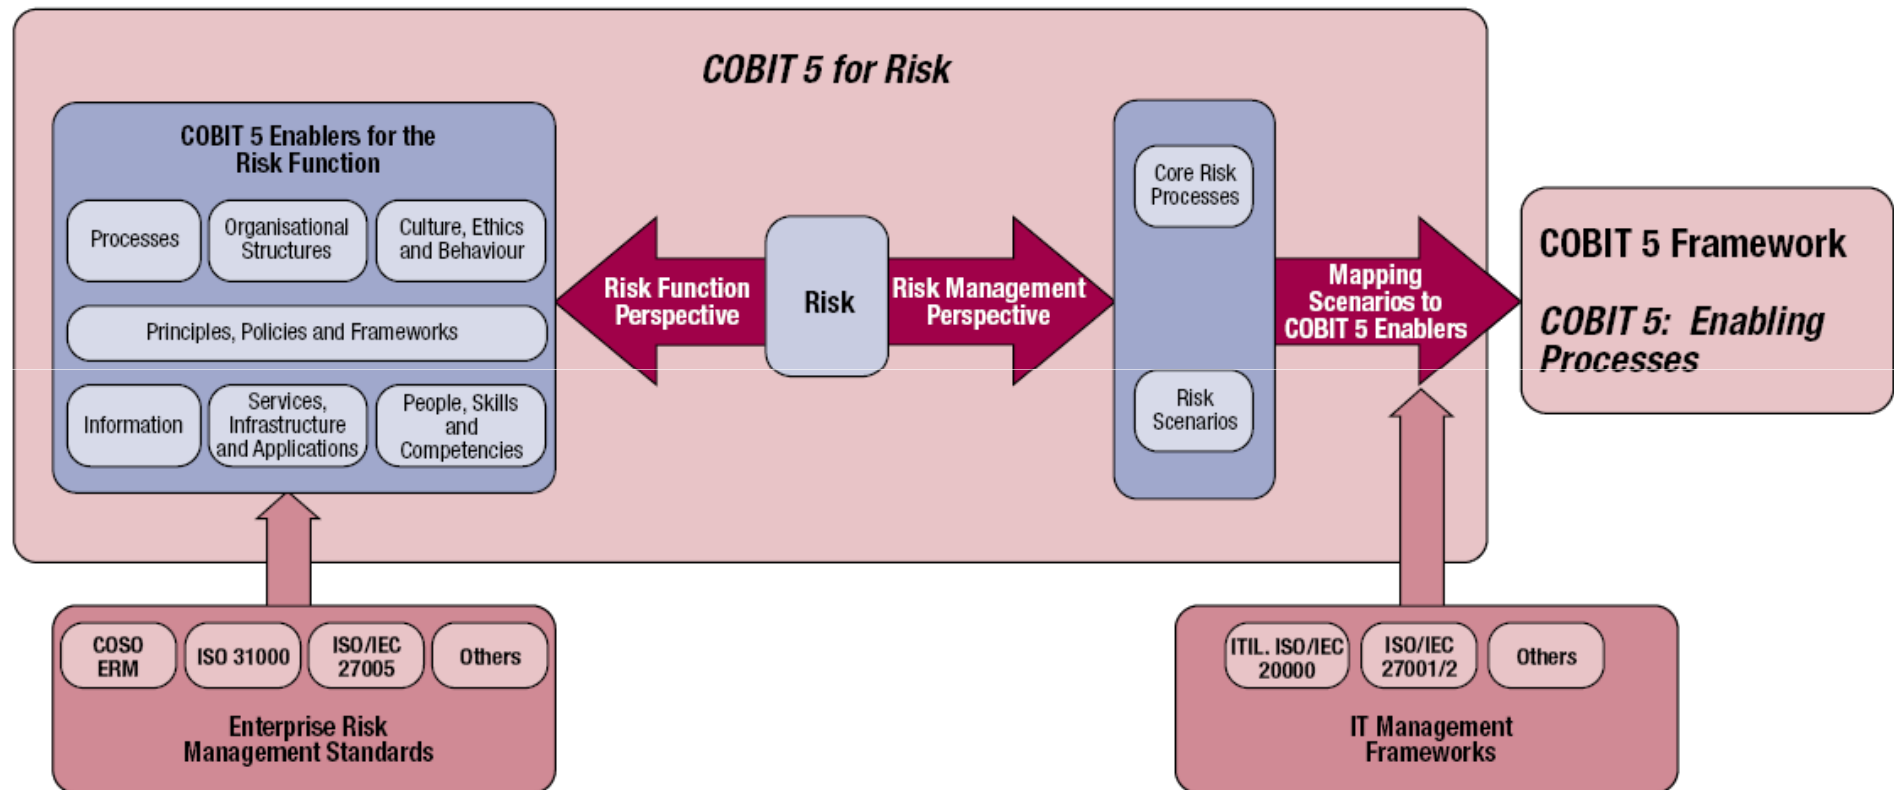 COBIT 5 for Risk
COBIT 5 Enablers for the
Risk Function
Processes
Organisational
Structures
Culture, Ethics
and Behaviour
Principles, Policies and Frameworks
Information
Services,
Infrastructure
and Applications
People, Skills
and
Competencies
Risk Function
Perspective
Risk
Risk Management
Perspective
Core Risk
Processes
Risk
Scenarios
Mapping
Scenarios to
COBIT 5 Enablers
COBIT 5 Framework
COBIT 5: Enabling
Processes
COSO
ERM
ISO 31000
ISO/IEC
27005
Others
Enterprise Risk
Management Standards
ITIL. ISO/IEC
20000
ISO/IEC
27001/2
Others
IT Management
Frameworks